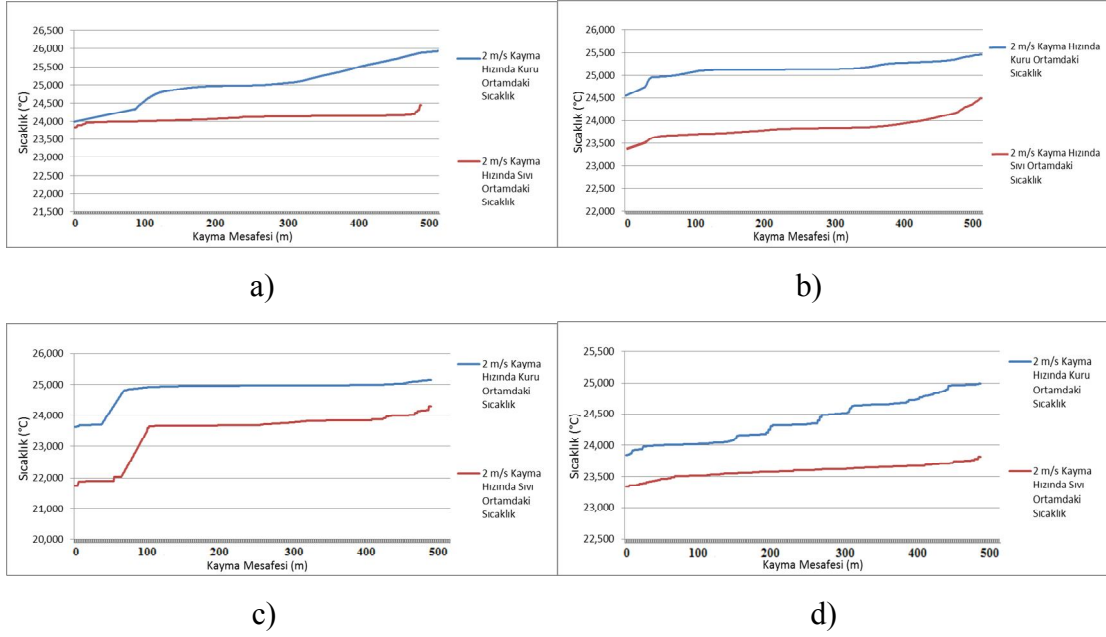 26,500
26,000
25,500
25,000
24,500
24,000
23,500
23,000
22,500
22,000
21,500
Sıcaklık (°C)
0 100 200 300 400 500
Kayma Mesafesi (m)
2 m/s Kayma
Hızında Kuru
Ortamdaki
Sıcaklık
2 m/s Kayma
Hızında Sıvı
Ortamdaki
Sıcaklık
a)
26,000
25,500
25,000
24,500
24,000
23,500
23,000
22,500
22,000
Sıcaklık (°C)
0 100 200 300 400 500
Kayma Mesafesi (m)
2 m/s Kayma Hızında
Kuru Ortamdaki
Sıcaklık
2 m/s Kayma Hızında
Sıvı Ortamdaki
Sıcaklık
b)
26,000
25,000
24,000
23,000
22,000
21,000
20,000
Sıcaklık (°C)
0 100 200 300 400 500
Kayma Mesafesi (m)
2 m/s Kayma
Hızında Kuru
Ortamdaki
Sıcaklık
2 m/s Kayma
Hızında Sıvı
Ortamdaki
Sıcaklık
c)
25,500
25,000
24,500
24,000
23,500
23,000
22,500
Sıcaklık (°C)
0 100 200 300 400 500
Kayma Mesafesi (m)
2 m/s Kayma
Hızında Kuru
Ortamdaki
Sıcaklık
2 m/s Kayma
Hızında Sıvı
Ortamdaki
Sıcaklık
d)